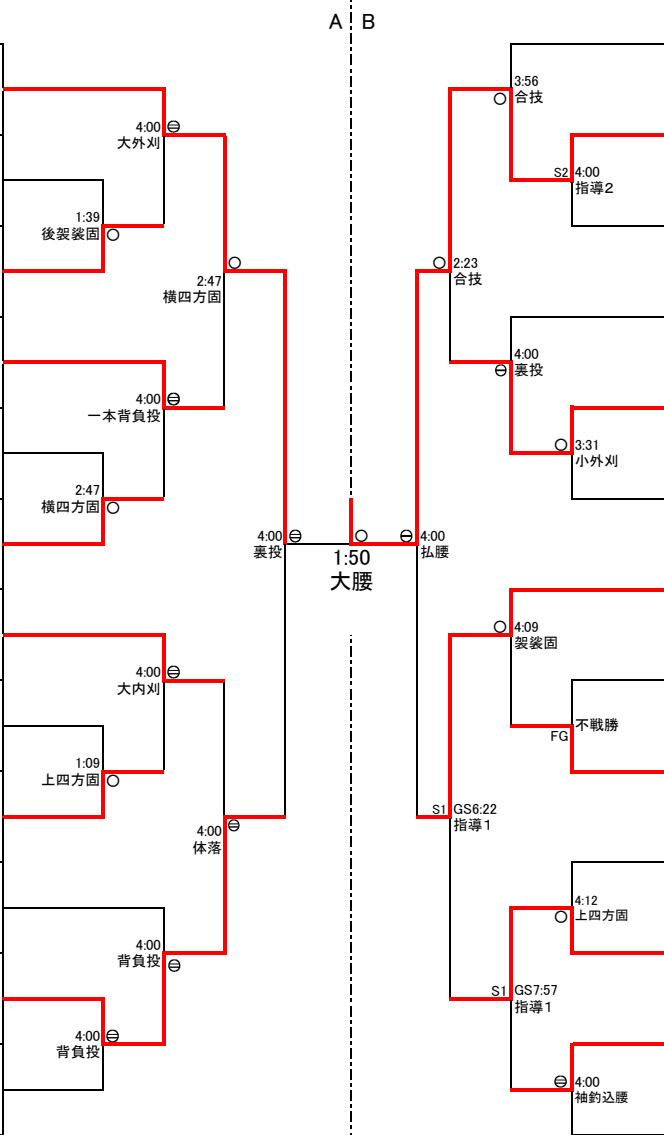 A B
4:00
大外刈
1:39
後袈裟固
2:47
横四方固
4:00
一本背負投
2:47
横四方固
4:00
裏投
4:00
大内刈
1:09
上四方固
4:00
体落
4:00
背負投
4:00
背負投
1:50
大腰
3:56
合技
S2 4:00
指導2
2:23
合技
4:00
裏投
3:31
小外刈
4:00
払腰
4:09
袈裟固
不戦勝
FG
S1 GS6:22
指導1
4:12
上四方固
S1 GS7:57
指導1
4:00
袖釣込腰